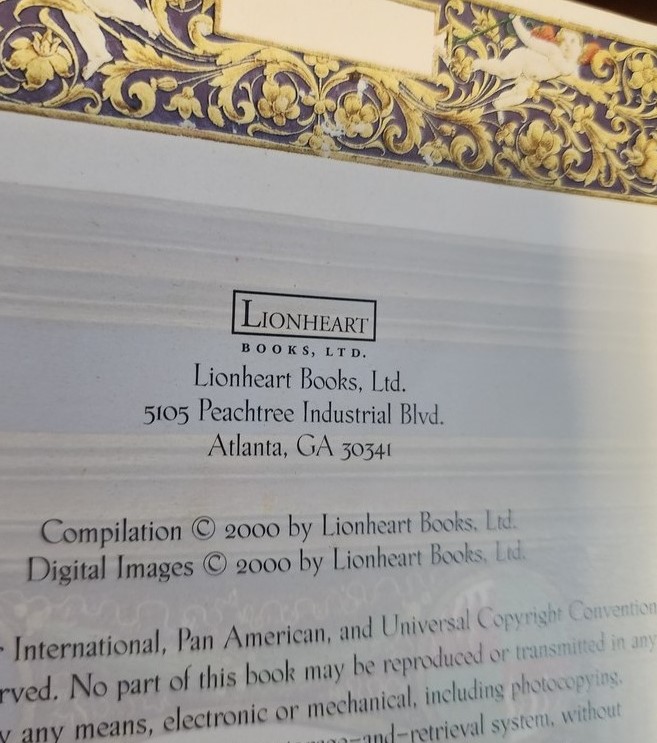 LIONHEART
BOOKS, LTD.
Lionheart Books, Ltd.
5105 Peachtree Industrial Blvd.
Atlanta, GA 30341
Compilation © 2000 by Lionheart Books, Ltd.
Digital Images © 2000 by Lionheart Books, Ltd.
International, Pan American, and Universal Copyright Convention
rved. No part of this book may be reproduced or transmitted in any
y any means, electronic or mechanical, including photocopying,
-and-retrieval system, without